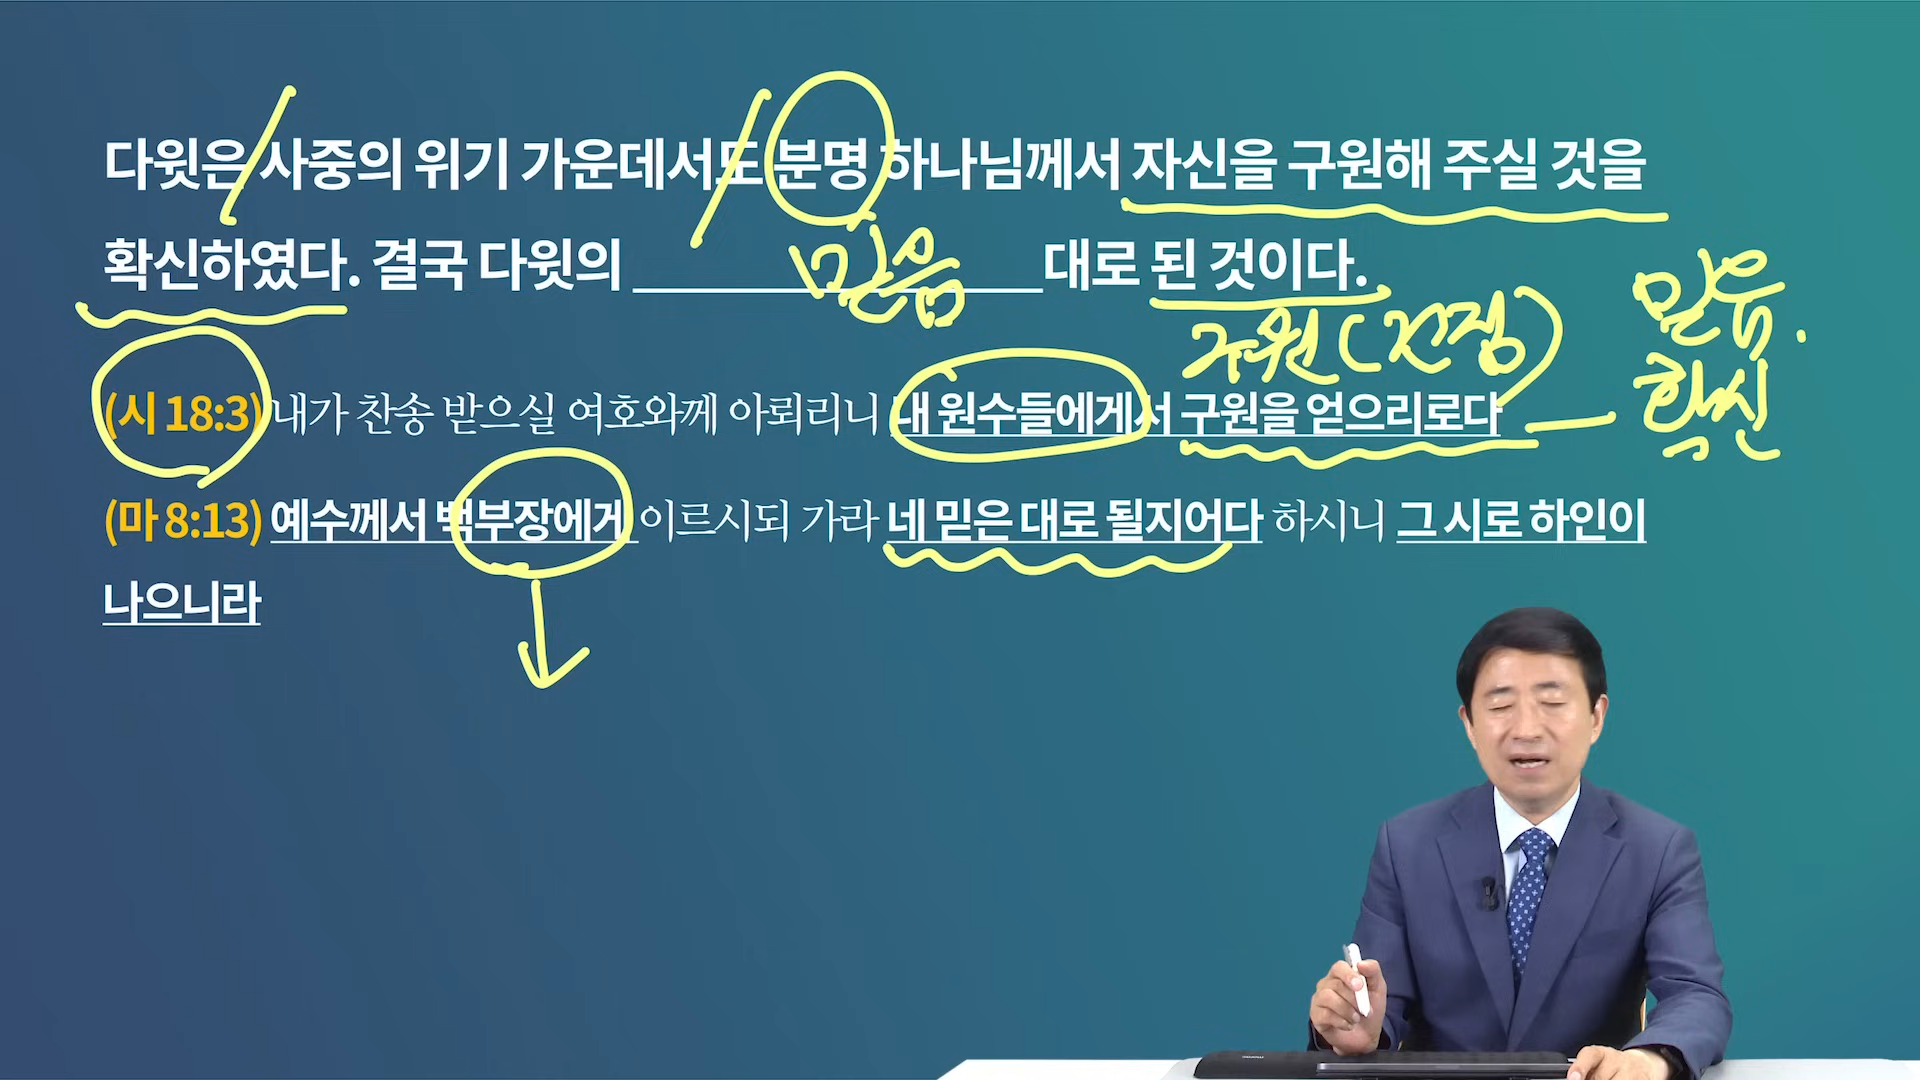 다윗은 사중의 위기 가운데서도 분명 하나님께서 자신을 구원해 주실 것을
확신하였다. 결국 다윗의 믿음 대로 된 것이다.
구원(전쟁)
믿음.
확신
(시 18:3) 내가 찬송 받으실 여호와께 아뢰리니 내 원수들에게서 구원을 얻으리로다
(마 8:13) 예수께서 백부장에게 이르시되 가라 네 믿은 대로 될지어다 하시니 그 시로 하인이
나으니라